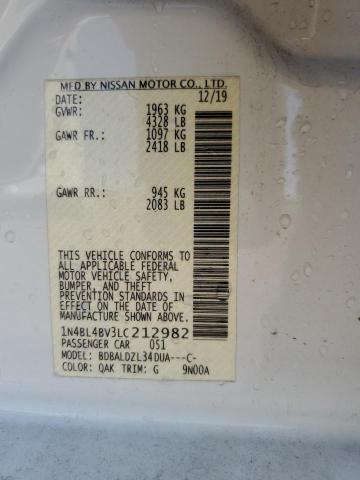 MFD BY NISSAN MOTOR CO., LTD.
DATE: 12/19
GVWR: 1963 KG
4328 LB
GAWR FR: 1097 KG
2418 LB
GAWR RR: 945 KG
2083 LB
THIS VEHICLE CONFORMS TO
ALL APPLICABLE FEDERAL
MOTOR VEHICLE SAFETY,
BUMPER, AND THEFT
PREVENTION STANDARDS IN
EFFECT ON THE DATE OF
MANUFACTURE SHOWN ABOVE.
1N4BL4BV3LC212982
PASSENGER CAR 051
MODEL: BDBALDZL34DUA---C-
COLOR: QAK TRIM: G 9N00A